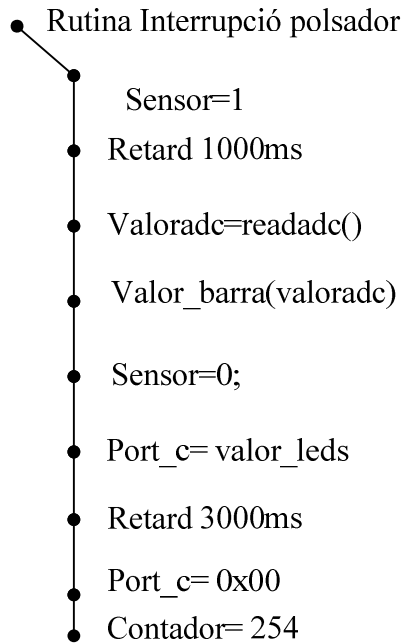 Rutina Interrupció polsador
Sensor=1
Retard 1000ms
Valoradc=readadc()
Valor_barra(valoradc)
Sensor=0;
Port_c= valor_leds
Retard 3000ms
Port_c= 0x00
Contador= 254